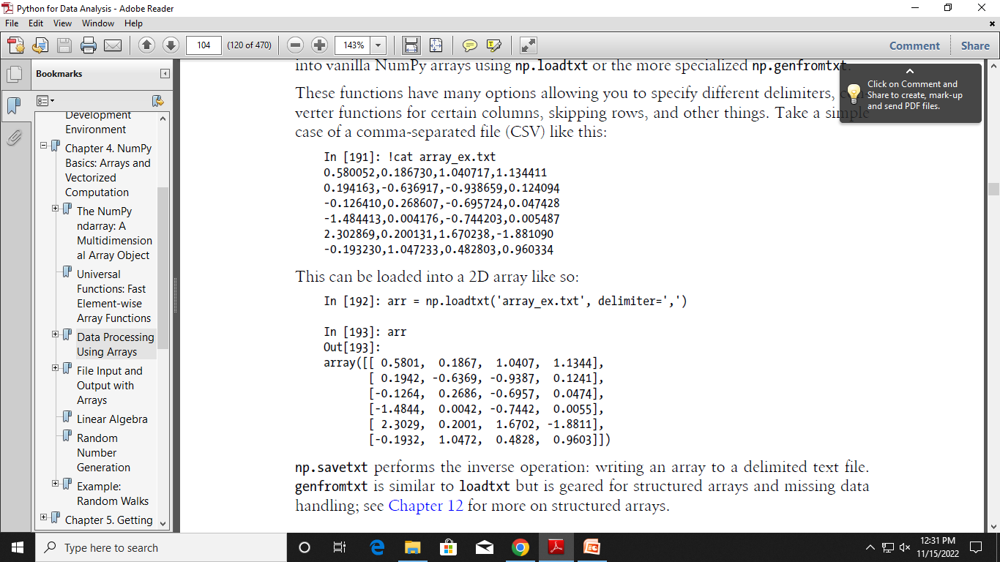 Python for Data Analysis - Adobe Reader
File Edit View Window Help
104 (120 of 470) 143% Comment Share
Bookmarks
Development
Environment
Chapter 4. NumPy
Basics: Arrays and
Vectorized
Computation
The NumPy
ndarray: A
Multidimension
al Array Object
Universal
Functions: Fast
Element-wise
Array Functions
Data Processing
Using Arrays
File Input and
Output with
Arrays
Linear Algebra
Random
Number
Generation
Example:
Random Walks
Chapter 5. Getting
into vanilla NumPy arrays using np.loadtxt or the more specialized np.genfromtxt.
These functions have many options allowing you to specify different delimiters,
verter functions for certain columns, skipping rows, and other things. Take a simple
case of a comma-separated file (CSV) like this:
In [191]: !cat array_ex.txt
0.580052,0.186730,1.040717,1.134411
0.194163,-0.636917,-0.938659,0.124094
-0.126410,0.268607,-0.695724,0.047428
-1.484413,0.004176,-0.744203,0.005487
2.302869,0.200131,1.670238,-1.881090
-0.193230,1.047233,0.482803,0.960334
This can be loaded into a 2D array like so:
In [192]: arr = np.loadtxt('array_ex.txt', delimiter=',')
In [193]: arr
Out[193]:
array([[ 0.5801, 0.1867, 1.0407, 1.1344],
[ 0.1942, -0.6369, -0.9387, 0.1241],
[-0.1264, 0.2686, -0.6957, 0.0474],
[-1.4844, 0.0042, -0.7442, 0.0055],
[ 2.3029, 0.2001, 1.6702, -1.8811],
[-0.1932, 1.0472, 0.4828, 0.9603]])
np.savetxt performs the inverse operation: writing an array to a delimited text file.
genfromtxt is similar to loadtxt but is geared for structured arrays and missing data
handling; see Chapter 12 for more on structured arrays.
Click on Comment and
Share to create, mark-up
and send PDF files.
Type here to search
12:31 PM
11/15/2022